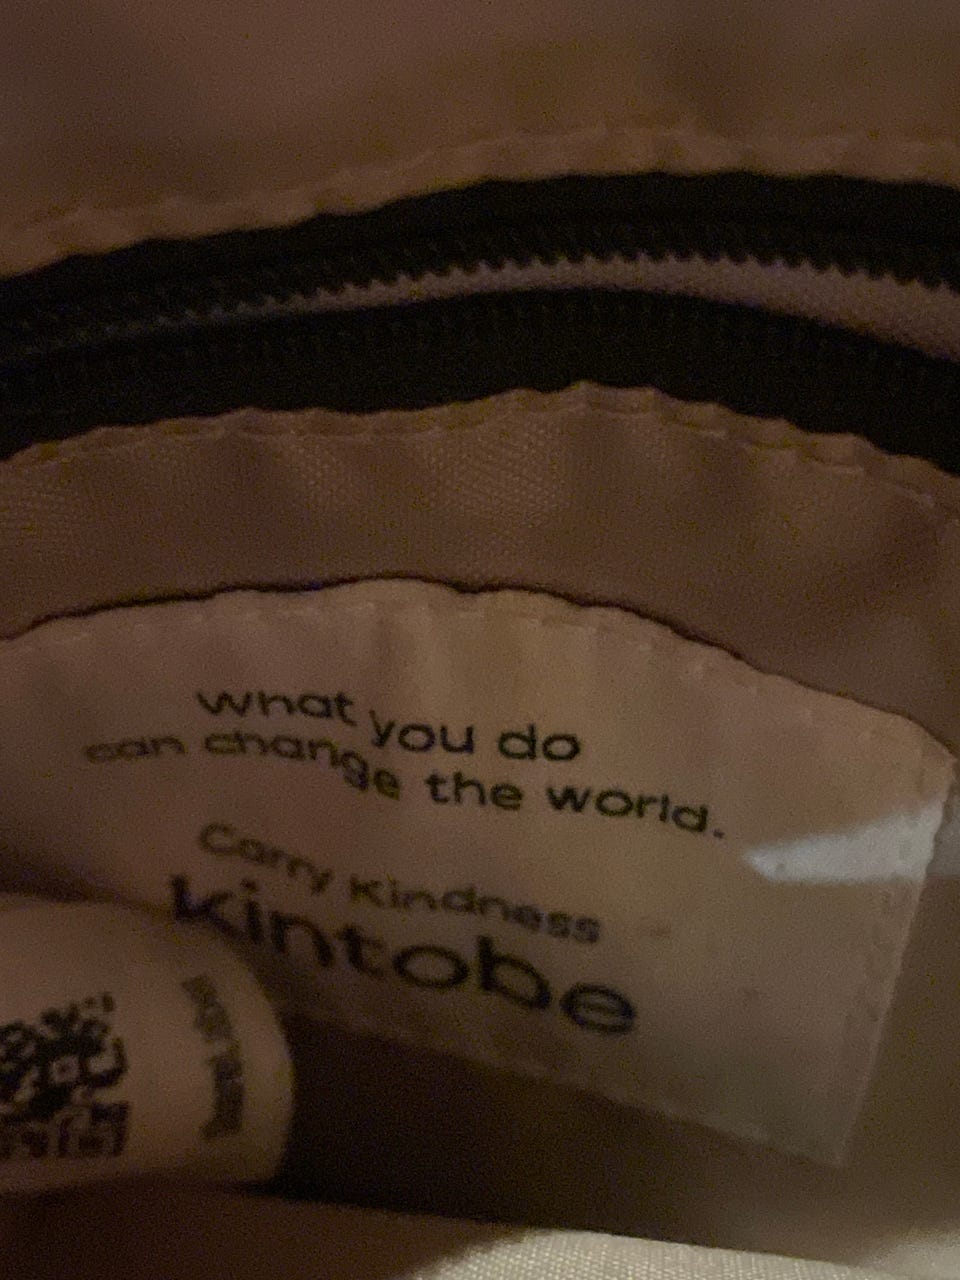 what you do
can change the world.
Carry Kindness
kintobe